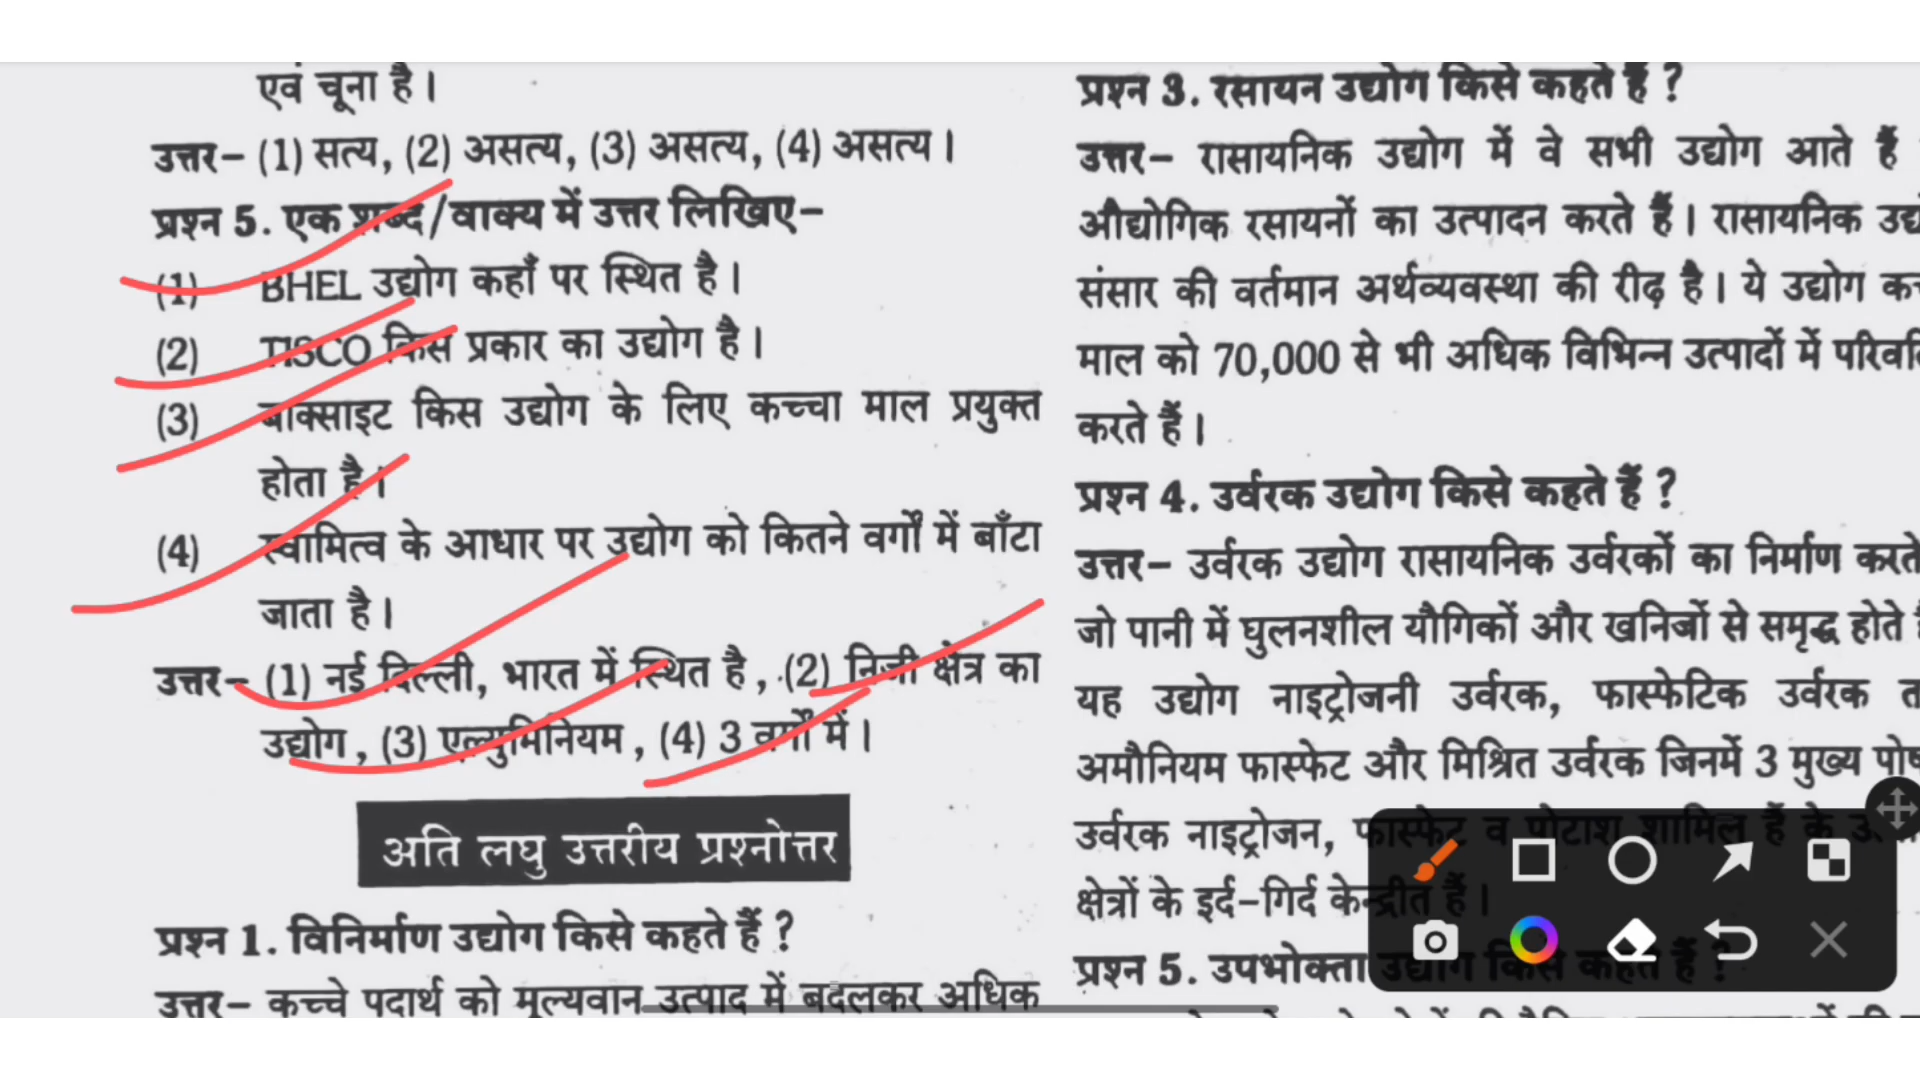 एवं चूना है।
उत्तर– (1) सत्य, (2) असत्य, (3) असत्य, (4) असत्य।
प्रश्न 5. एक शब्द/वाक्य में उत्तर लिखिए–
(1) BHEL उद्योग कहाँ पर स्थित है।
(2) TISCO किस प्रकार का उद्योग है।
(3) बाक्साइट किस उद्योग के लिए कच्चा माल प्रयुक्त
होता है।
(4) स्वामित्व के आधार पर उद्योग को कितने वर्गों में बाँटा
जाता है।
उत्तर– (1) नई दिल्ली, भारत में स्थित है, (2) निजी क्षेत्र का
उद्योग, (3) एल्युमिनियम, (4) 3 वर्गों में।
अति लघु उत्तरीय प्रश्नोत्तर
प्रश्न 1. विनिर्माण उद्योग किसे कहते हैं ?
उत्तर– कच्चे पदार्थ को मूल्यवान उत्पाद में बदलकर अधिक
प्रश्न 3. रसायन उद्योग किसे कहते हैं ?
उत्तर– रासायनिक उद्योग में वे सभी उद्योग आते हैं
औद्योगिक रसायनों का उत्पादन करते हैं। रासायनिक
संसार की वर्तमान अर्थव्यवस्था की रीढ़ है। ये उद्योग
माल को 70,000 से भी अधिक विभिन्न उत्पादों में
करते हैं।
प्रश्न 4. उर्वरक उद्योग किसे कहते हैं ?
उत्तर– उर्वरक उद्योग रासायनिक उर्वरकों का निर्माण करते
जो पानी में घुलनशील यौगिकों और खनिजों से समृद्ध होते
यह उद्योग नाइट्रोजनी उर्वरक, फास्फेटिक उर्वरक
अमौनियम फास्फेट और मिश्रित उर्वरक जिनमें 3 मुख्य
उर्वरक नाइट्रोजन, फास्फेट व पोटाश शामिल हैं के
क्षेत्रों के इर्द-गिर्द केन्द्रीत हैं।
प्रश्न 5. उपभोक्ता उद्योग किसे कहते हैं ?